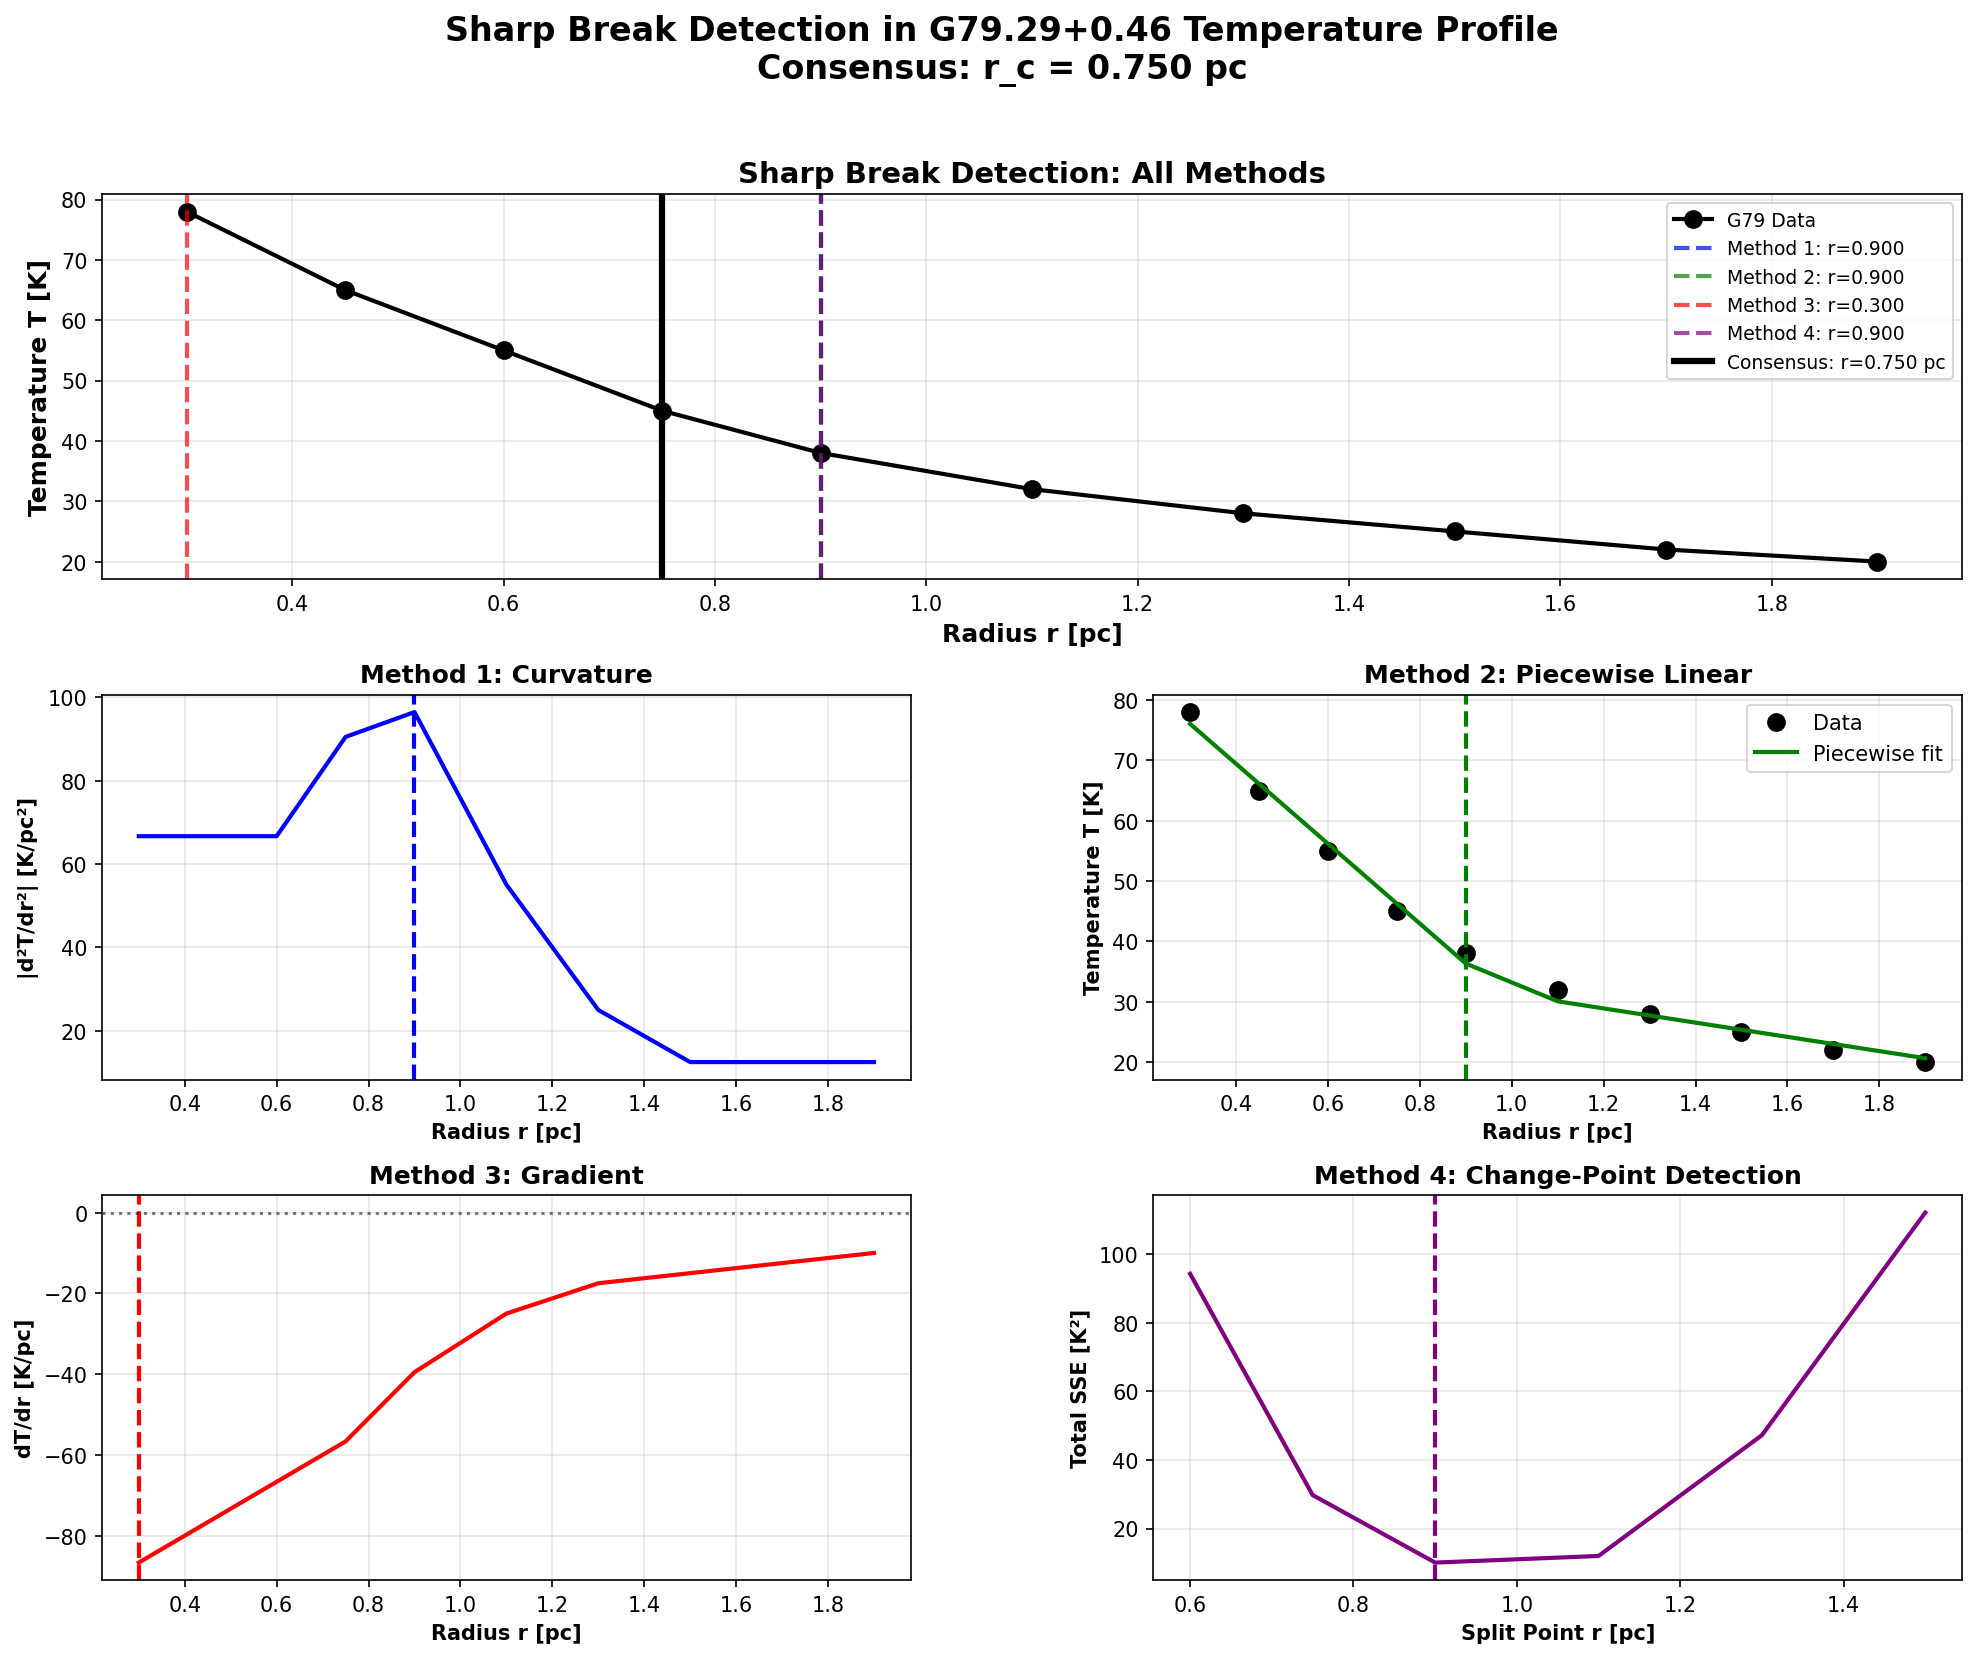 Sharp Break Detection in G79.29+0.46 Temperature Profile
Consensus: r_c = 0.750 pc
Sharp Break Detection: All Methods
Temperature T [K]
80
70
60
50
40
30
20
G79 Data
Method 1: r=0.900
Method 2: r=0.900
Method 3: r=0.300
Method 4: r=0.900
Consensus: r=0.750 pc
0.4 0.6 0.8 1.0 1.2 1.4 1.6 1.8
Radius r [pc]
Method 1: Curvature
|d²T/dr²| [K/pc²]
100
80
60
40
20
0.4 0.6 0.8 1.0 1.2 1.4 1.6 1.8
Radius r [pc]
Method 2: Piecewise Linear
Temperature T [K]
80
70
60
50
40
30
20
Data
Piecewise fit
0.4 0.6 0.8 1.0 1.2 1.4 1.6 1.8
Radius r [pc]
Method 3: Gradient
dT/dr [K/pc]
0
−20
−40
−60
−80
0.4 0.6 0.8 1.0 1.2 1.4 1.6 1.8
Radius r [pc]
Method 4: Change-Point Detection
Total SSE [K²]
100
80
60
40
20
0.6 0.8 1.0 1.2 1.4
Split Point r [pc]